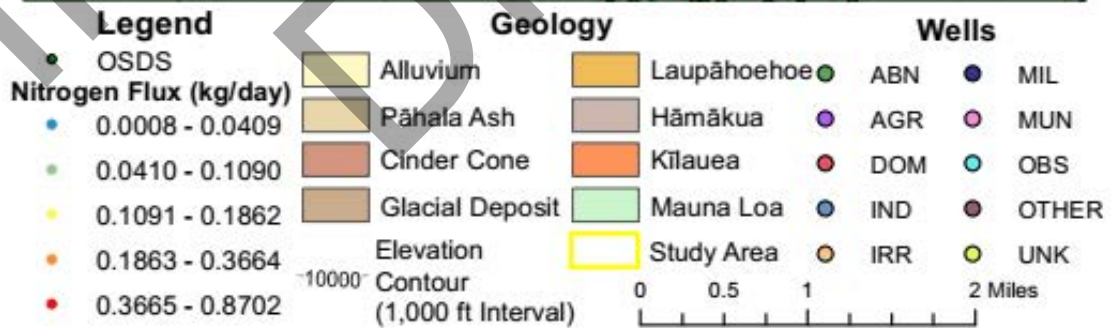 Legend
OSDS
Nitrogen Flux (kg/day)
0.0008 - 0.0409
0.0410 - 0.1090
0.1091 - 0.1862
0.1863 - 0.3664
0.3665 - 0.8702
Geology
Alluvium
Pāhala Ash
Cinder Cone
Glacial Deposit
Elevation
10000 Contour
(1,000 ft Interval)
Laupāhoehoe
Hāmākua
Kīlauea
Mauna Loa
Study Area
Wells
ABN
AGR
DOM
IND
IRR
MIL
MUN
OBS
OTHER
UNK
0 0.5 1 2 Miles